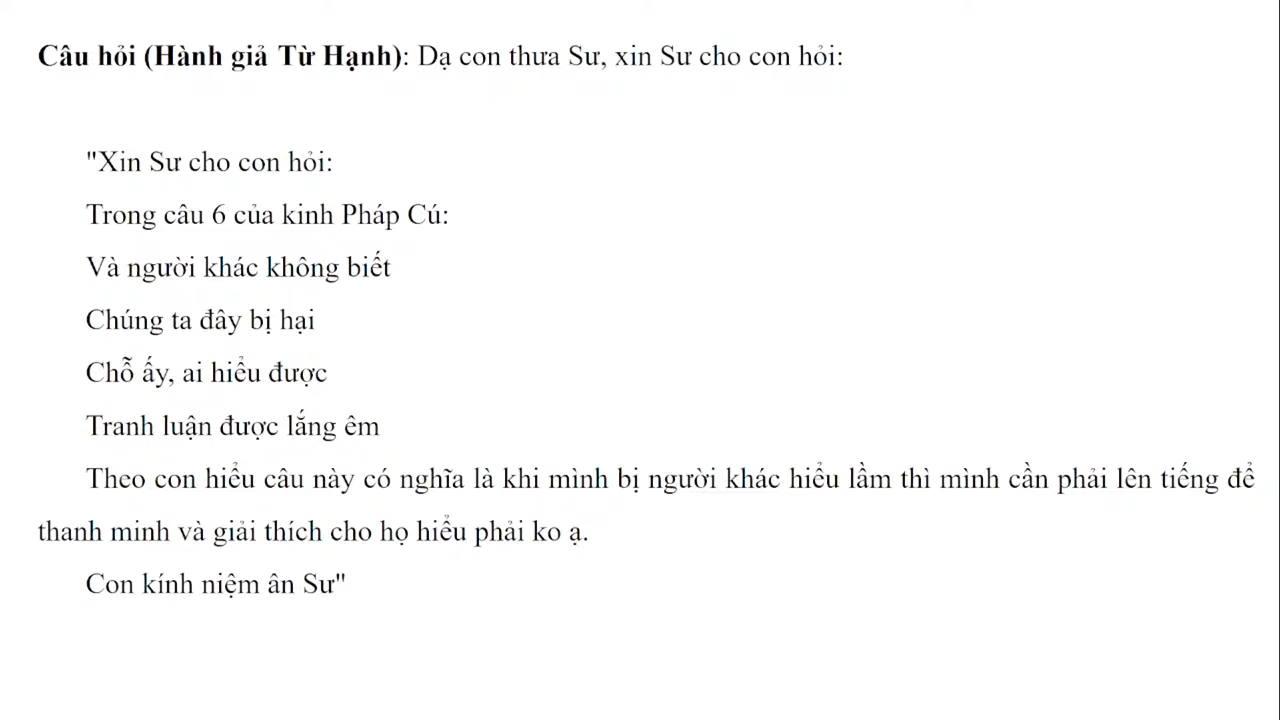 Câu hỏi (Hành giả Từ Hạnh): Dạ con thưa Sư, xin Sư cho con hỏi:
"Xin Sư cho con hỏi:
Trong câu 6 của kinh Pháp Cú:
Và người khác không biết
Chúng ta đây bị hại
Chỗ ấy, ai hiểu được
Tranh luận được lắng êm
Theo con hiểu câu này có nghĩa là khi mình bị người khác hiểu lầm thì mình cần phải lên tiếng để
thanh minh và giải thích cho họ hiểu phải ko ạ.
Con kính niệm ân Sư"